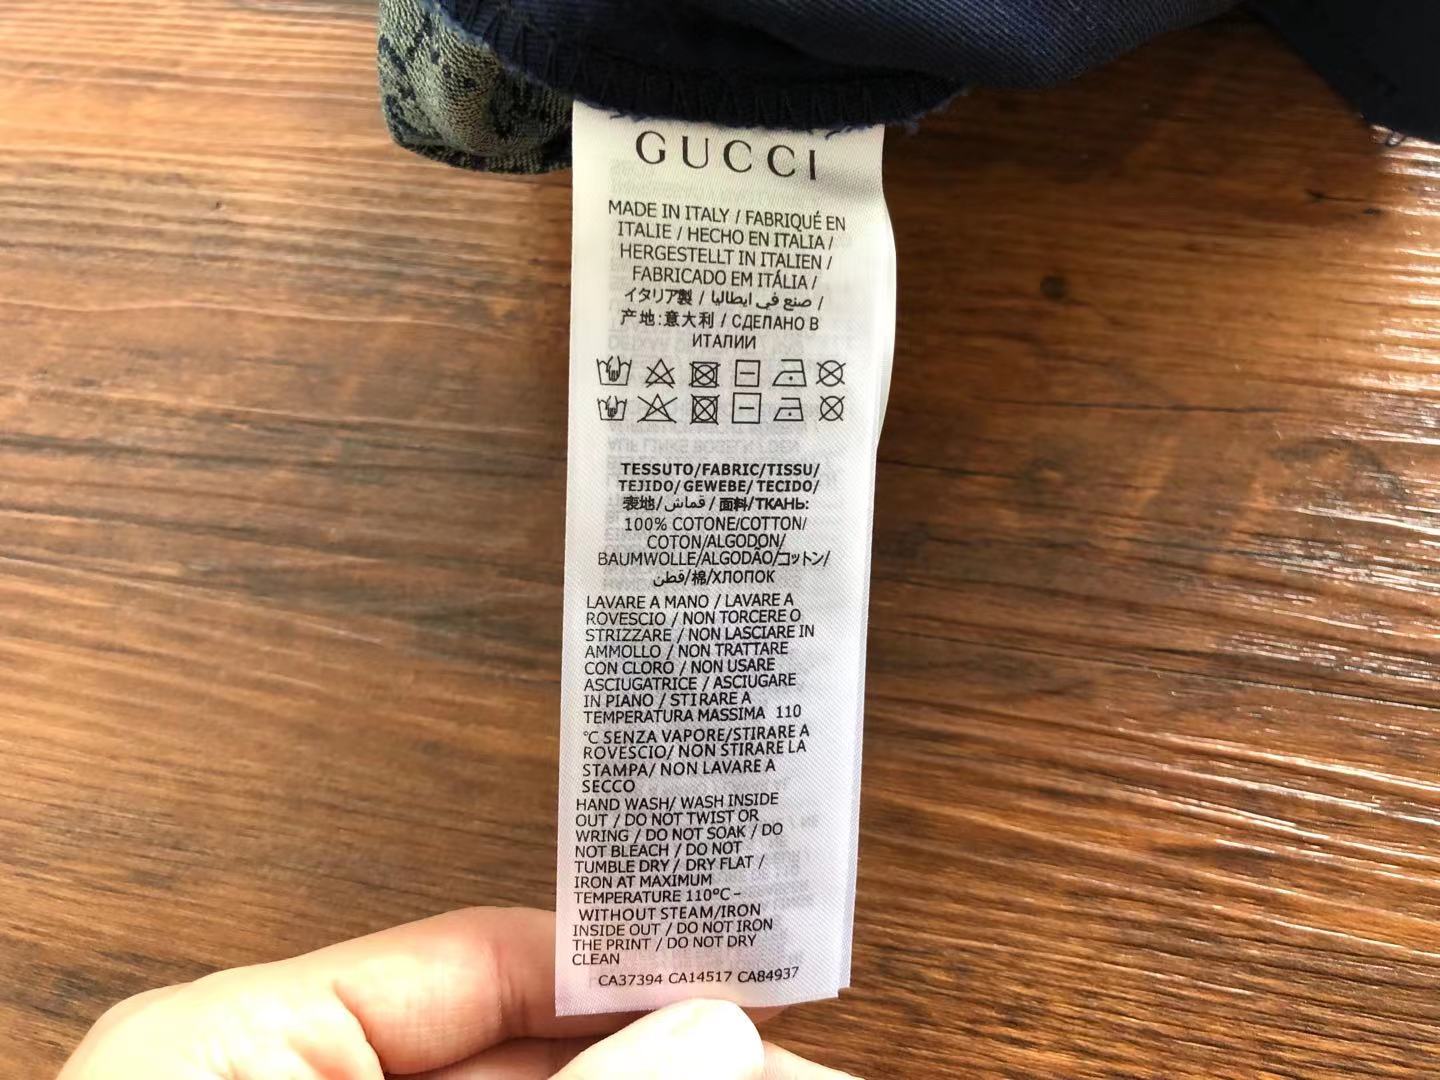 GUCCI
MADE IN ITALY / FABRIQUÉ EN
ITALIE / HECHO EN ITALIA /
HERGESTELLT IN ITALIEN /
FABRICADO EM ITÁLIA /
イタリア製 / صنع في ايطاليا /
产地:意大利 / СДЕЛАНО В
ИТАЛИИ
TESSUTO/FABRIC/TISSU/
TEJIDO/GEWEBE/TECIDO/
表地/قماش/面料/ТКАНЬ:
100% COTONE/COTTON/
COTON/ALGODON/
BAUMWOLLE/ALGODÃO/コットン/
قطن/棉/ХЛОПОК
LAVARE A MANO / LAVARE A
ROVESCIO / NON TORCERE O
STRIZZARE / NON LASCIARE IN
AMMOLLO / NON TRATTARE
CON CLORO / NON USARE
ASCIUGATRICE / ASCIUGARE
IN PIANO / STIRARE A
TEMPERATURA MASSIMA 110
°C SENZA VAPORE/STIRARE A
ROVESCIO/ NON STIRARE LA
STAMPA/ NON LAVARE A
SECCO
HAND WASH/ WASH INSIDE
OUT / DO NOT TWIST OR
WRING / DO NOT SOAK / DO
NOT BLEACH / DO NOT
TUMBLE DRY / DRY FLAT /
IRON AT MAXIMUM
TEMPERATURE 110°C -
WITHOUT STEAM/IRON
INSIDE OUT / DO NOT IRON
THE PRINT / DO NOT DRY
CLEAN
CA37394 CA14517 CA84937